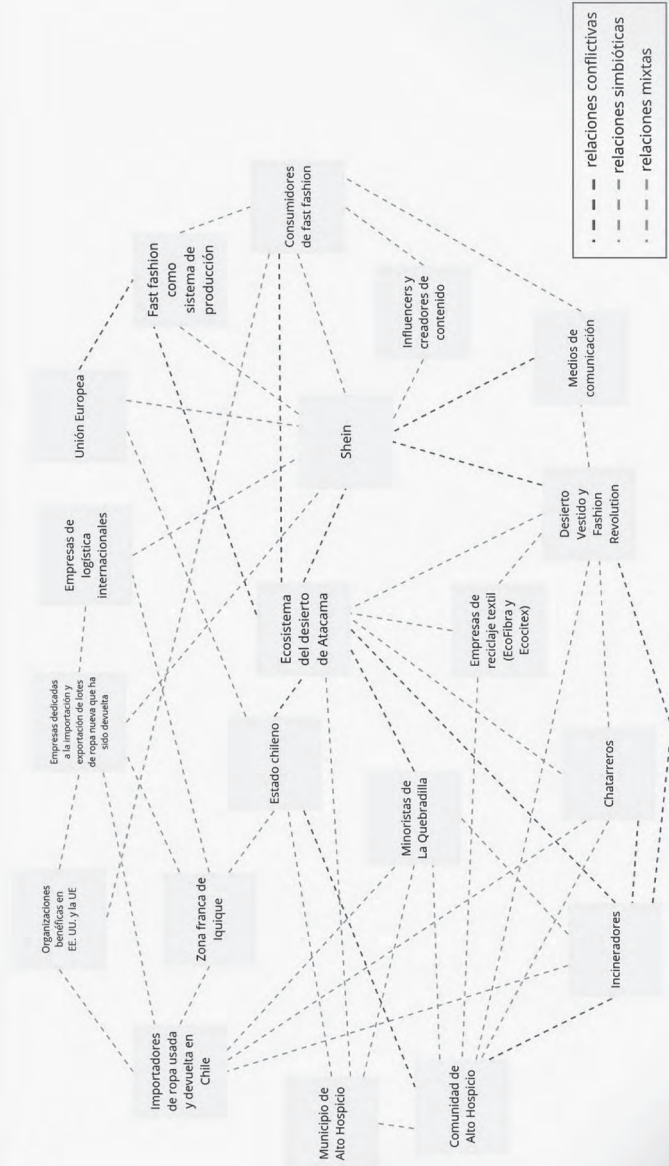 Organizaciones
benéficas en
EE. UU. y la UE
Empresas dedicadas
a la importación y
exportación de lotes
de ropa nueva que ha
sido devuelta
Empresas de
logística
internacionales
Unión Europea
Importadores
de ropa usada
y devuelta en
Chile
Zona franca de
Iquique
Fast fashion
como
sistema de
producción
Estado chileno
Ecosistema
del desierto
de Atacama
Consumidores
de fast fashion
Municipio de
Alto Hospicio
Shein
Minoristas de
La Quebradilla
Influencers y
creadores de
contenido
Comunidad de
Alto Hospicio
Empresas de
reciclaje textil
(EcoFibra y
Ecocitex)
Medios de
comunicación
Desierto
Vestido y
Fashion
Revolution
Chatarreros
Incineradores
relaciones conflictivas
relaciones simbióticas
relaciones mixtas